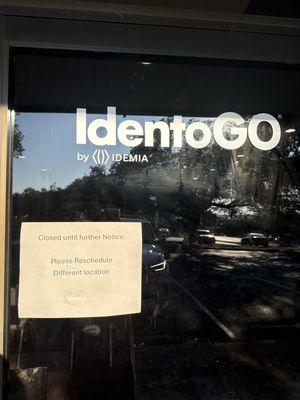 IdentoGO®
by IDEMIA
Closed until further Notice:
Please Reschedule
Different location